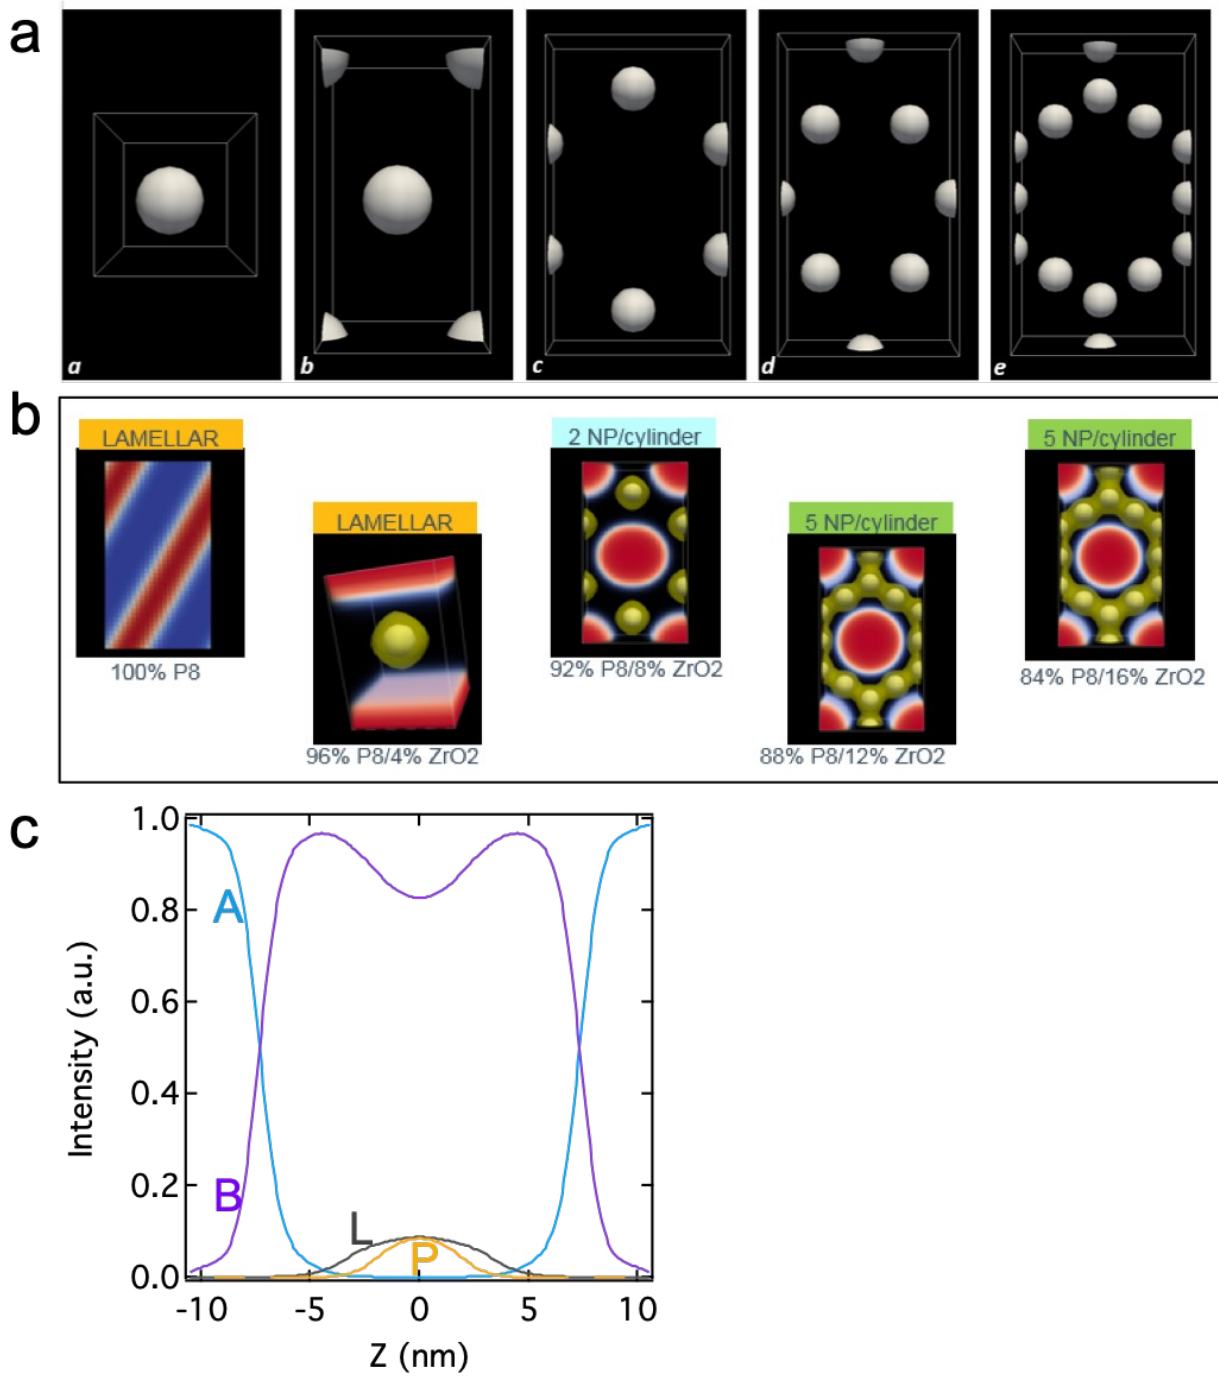 a
a
b
c
d
e
b
LAMELLAR
100% P8
LAMELLAR
96% P8/4% ZrO2
2 NP/cylinder
92% P8/8% ZrO2
5 NP/cylinder
88% P8/12% ZrO2
5 NP/cylinder
84% P8/16% ZrO2
c
Intensity (a.u.)
1.0
0.8
0.6
0.4
0.2
0.0
A
B
L
P
-10
-5
0
5
10
Z (nm)